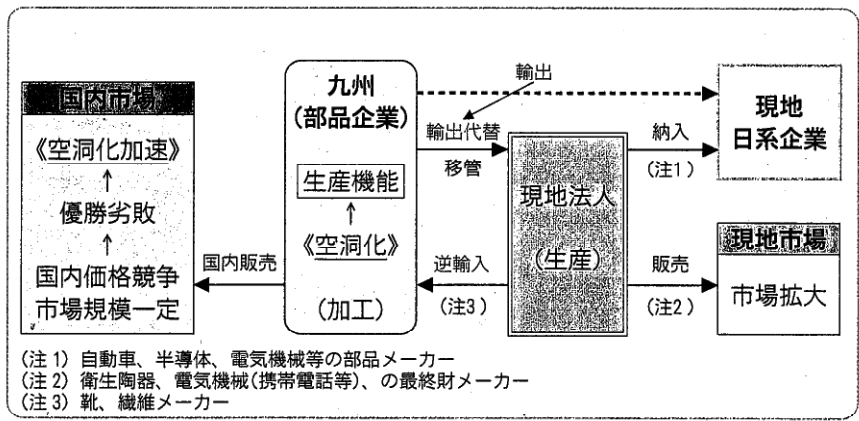 国内市場
《空洞化加速》
↑
優勝劣敗
↑
国内価格競争
市場規模一定
国内販売
九州
(部品企業)
生産機能
↑
《空洞化》
(加工)
輸出
輸出代替
移管
逆輸入
(注3)
現地法人
(生産)
納入
(注1)
販売
(注2)
現地
日系企業
現地市場
市場拡大
(注1) 自動車、半導体、電気機械等の部品メーカー
(注2) 衛生陶器、電気機械(携帯電話等)、の最終財メーカー
(注3) 靴、繊維メーカー